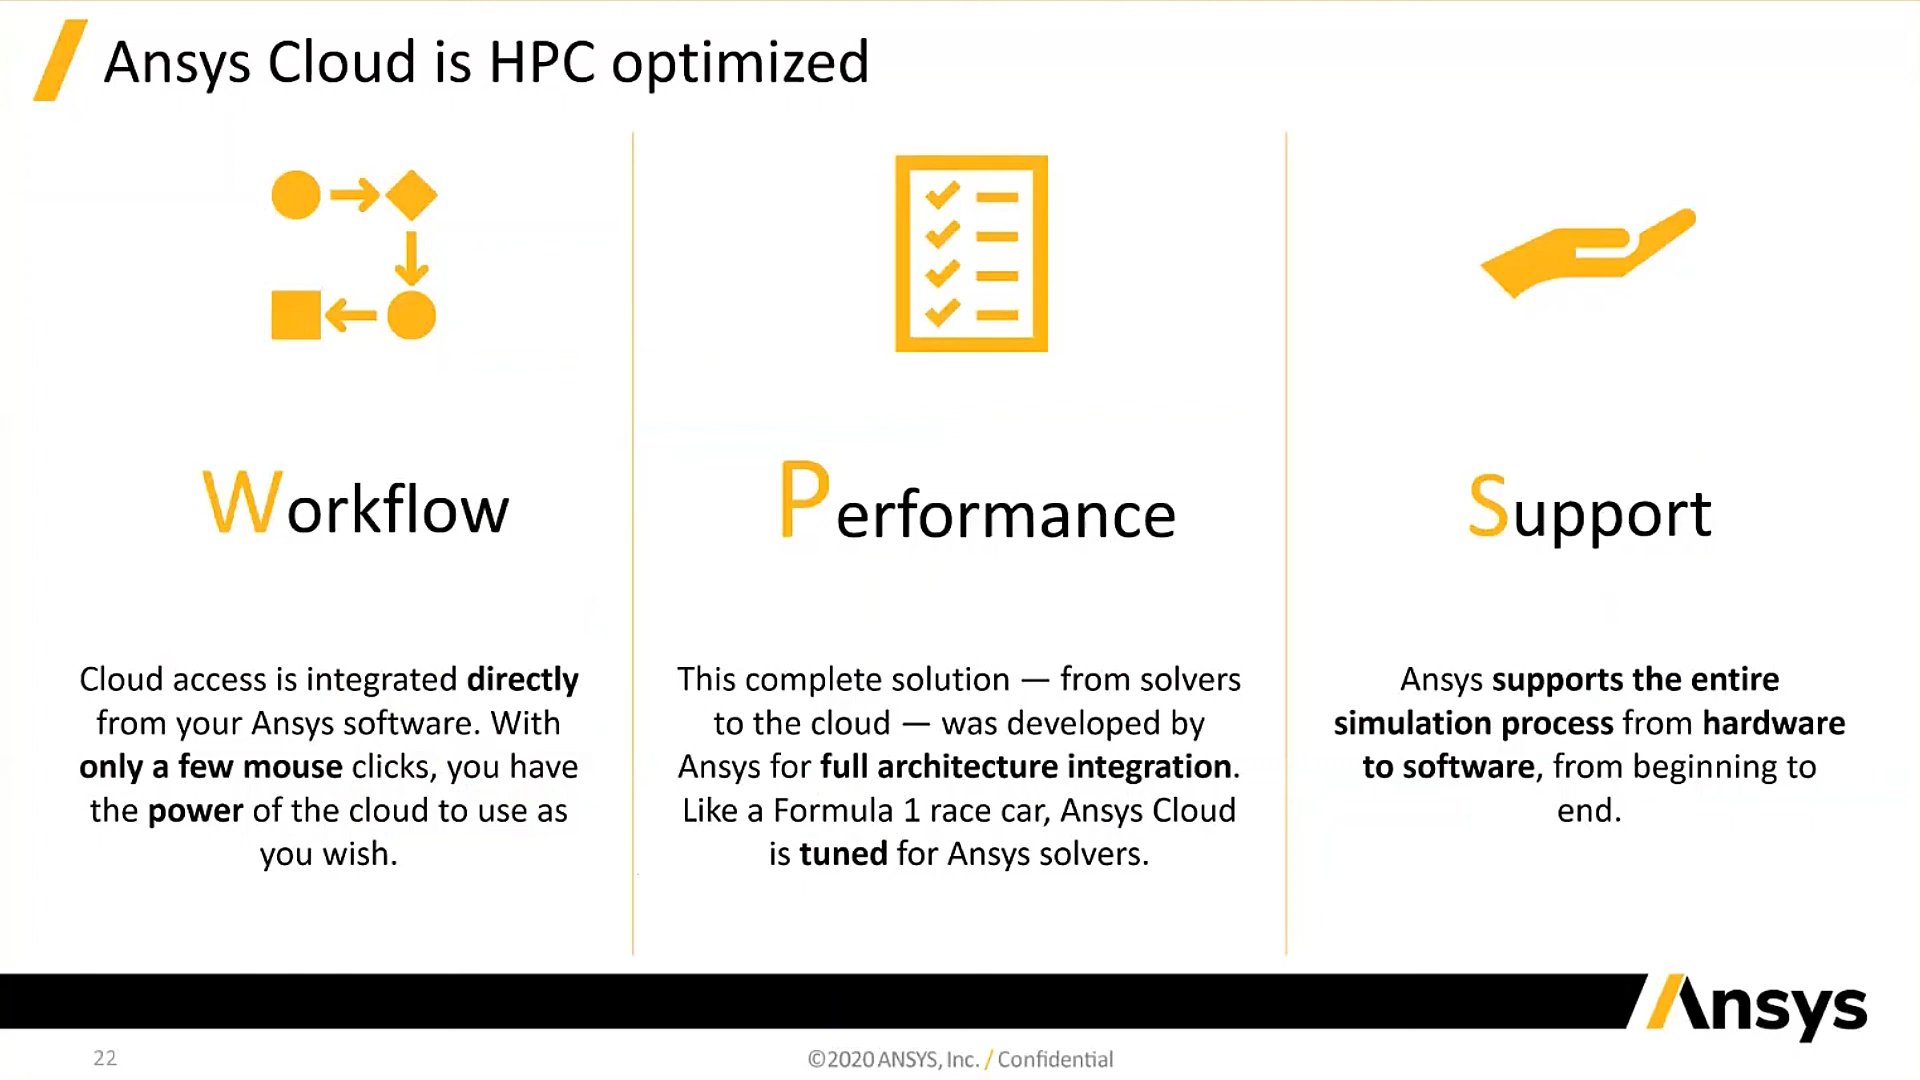 Ansys Cloud is HPC optimized
Workflow
Cloud access is integrated directly
from your Ansys software. With
only a few mouse clicks, you have
the power of the cloud to use as
you wish.
Performance
This complete solution — from solvers
to the cloud — was developed by
Ansys for full architecture integration.
Like a Formula 1 race car, Ansys Cloud
is tuned for Ansys solvers.
Support
Ansys supports the entire
simulation process from hardware
to software, from beginning to
end.
Ansys
22
©2020 ANSYS, Inc. / Confidential